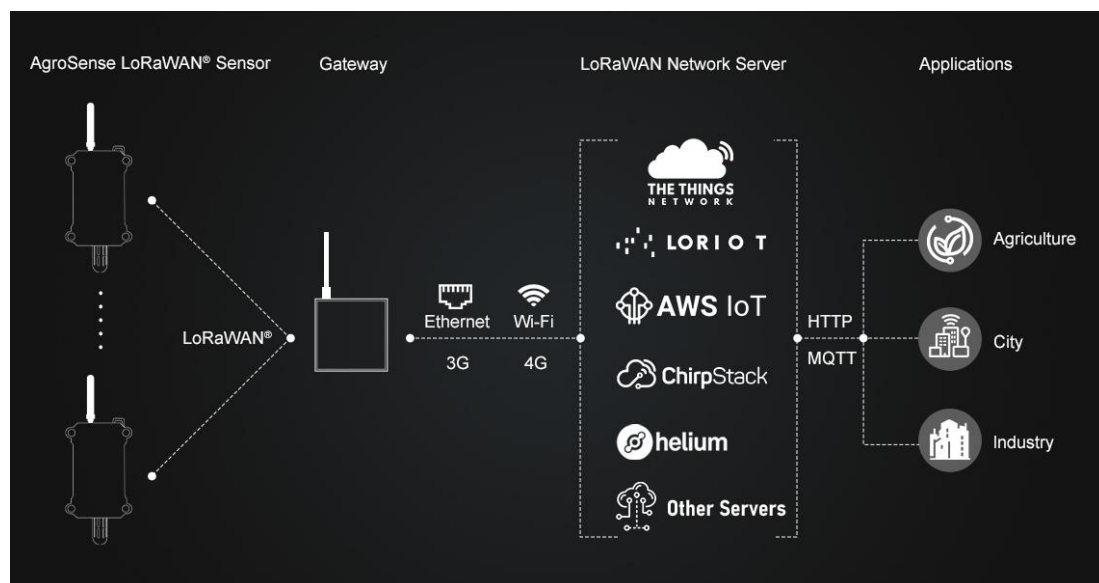 AgroSense LoRaWAN® Sensor
Gateway
LoRaWAN Network Server
Applications
THE THINGS
NETWORK
LORIOT
Agriculture
LoRaWAN®
Ethernet
Wi-Fi
3G
4G
AWS IoT
HTTP
MQTT
City
ChirpStack
helium
Industry
Other Servers